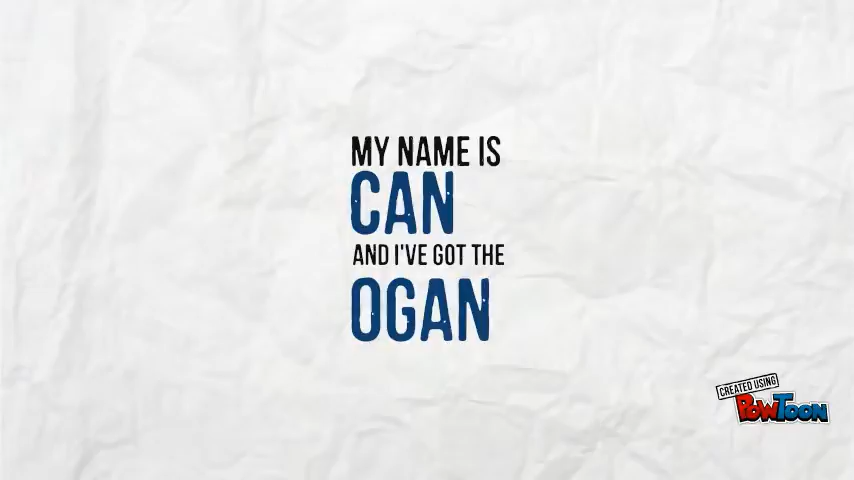 MY NAME IS
CAN
AND I'VE GOT THE
OGAN
CREATED USING
POWTOON